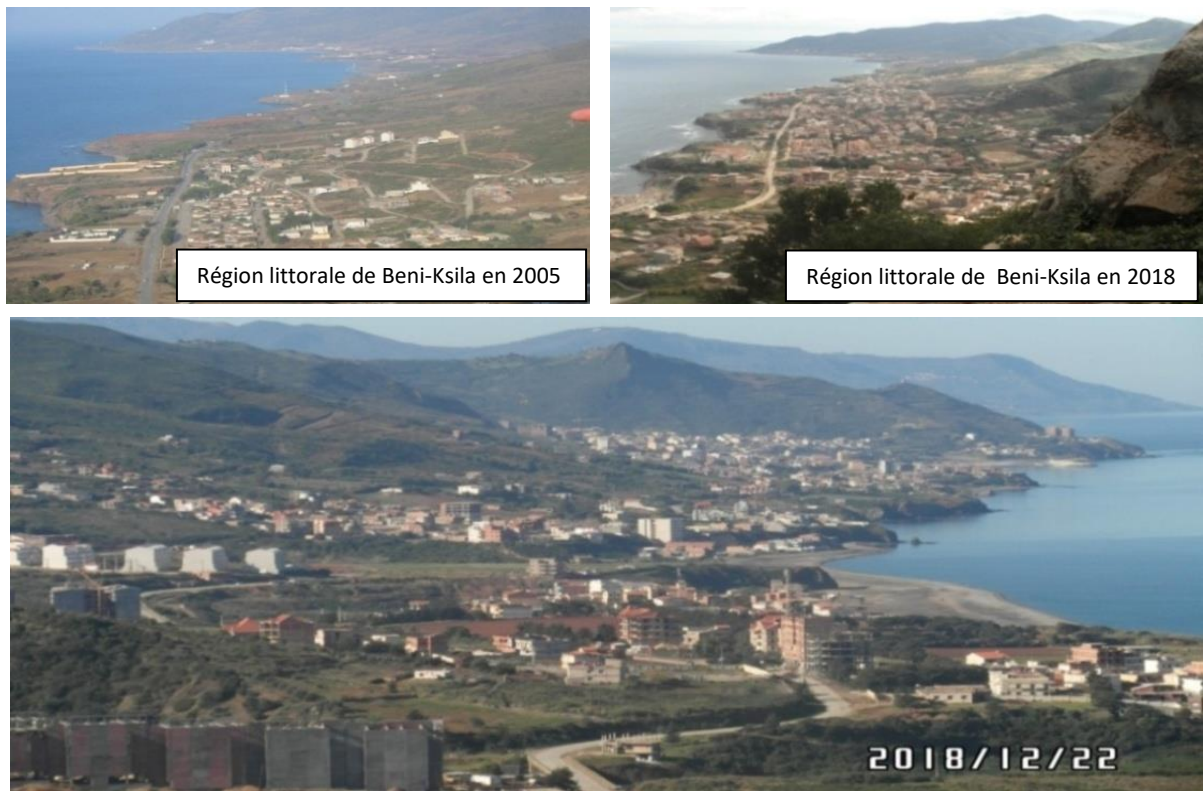 Région littorale de Beni-Ksila en 2005
Région littorale de Beni-Ksila en 2018
2018/12/22